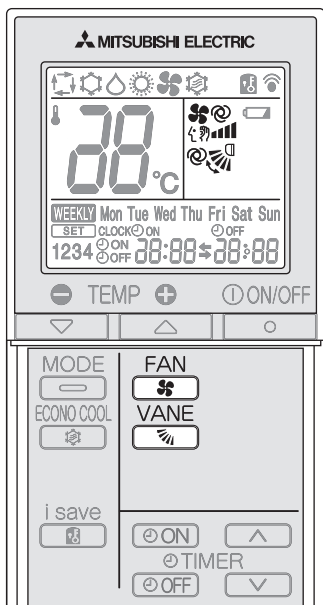 MITSUBISHI ELECTRIC
88°C
WEEKLY Mon Tue Wed Thu Fri Sat Sun
SET CLOCK ON OFF
1234 ON OFF 88:88 88:88
TEMP ON/OFF
MODE FAN
ECONO COOL VANE
i save
ON
TIMER
OFF